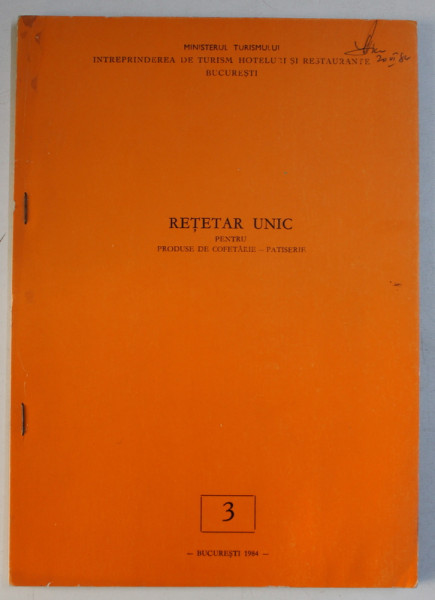 MINISTERUL TURISMULUI
INTREPRINDEREA DE TURISM HOTELURI ȘI RESTAURANTE
BUCUREȘTI
REȚETAR UNIC
PENTRU
PRODUSE DE COFETĂRIE – PATISERIE
3
– BUCUREȘTI 1984 –